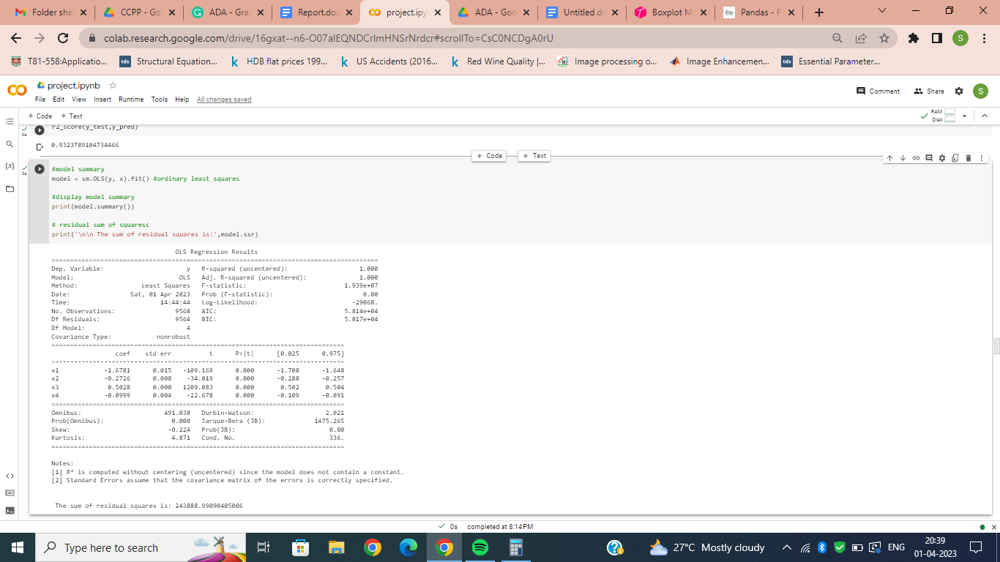 Folder sha
CCPP - Go
ADA - Gra
Report.doc
project.ipy
ADA - Goo
Untitled do
Boxplot M
Pandas - P
colab.research.google.com/drive/16gxat--n6-O07alEQNDCrImHNSrNrdcr#scrollTo=CsC0NCDgA0rU
S
T81-558:Applicatio...
tds Structural Equation...
k HDB flat prices 199...
k US Accidents (2016...
k Red Wine Quality |...
Image processing o...
Image Enhancemen...
tds Essential Parameter...
project.ipynb
Comment Share S
File Edit View Insert Runtime Tools Help All changes saved
+ Code + Text
RAM
Disk
r2_score(y_test,y_pred)
0s
0.9323789104734466
+ Code + Text
0s
#model summary
model = sm.OLS(y, x).fit() #ordinary least squares
#display model summary
print(model.summary())
# residual sum of squaresc
print('\n\n The sum of residual squares is:',model.ssr)
OLS Regression Results
==============================================================================
Dep. Variable: y R-squared (uncentered): 1.000
Model: OLS Adj. R-squared (uncentered): 1.000
Method: Least Squares F-statistic: 1.939e+07
Date: Sat, 01 Apr 2023 Prob (F-statistic): 0.00
Time: 14:44:44 Log-Likelihood: -29068.
No. Observations: 9568 AIC: 5.814e+04
Df Residuals: 9564 BIC: 5.817e+04
Df Model: 4
Covariance Type: nonrobust
==============================================================================
coef std err t P>|t| [0.025 0.975]
------------------------------------------------------------------------------
x1 -1.6781 0.015 -109.169 0.000 -1.708 -1.648
x2 -0.2726 0.008 -34.019 0.000 -0.288 -0.257
x3 0.5028 0.000 1209.083 0.000 0.502 0.504
x4 -0.0999 0.004 -22.678 0.000 -0.109 -0.091
==============================================================================
Omnibus: 491.038 Durbin-Watson: 2.021
Prob(Omnibus): 0.000 Jarque-Bera (JB): 1475.265
Skew: -0.224 Prob(JB): 0.00
Kurtosis: 4.871 Cond. No. 336.
==============================================================================
Notes:
[1] R² is computed without centering (uncentered) since the model does not contain a constant.
[2] Standard Errors assume that the covariance matrix of the errors is correctly specified.
The sum of residual squares is: 243888.99090405006
0s completed at 8:14 PM
Type here to search
27°C Mostly cloudy
ENG
20:39
01-04-2023